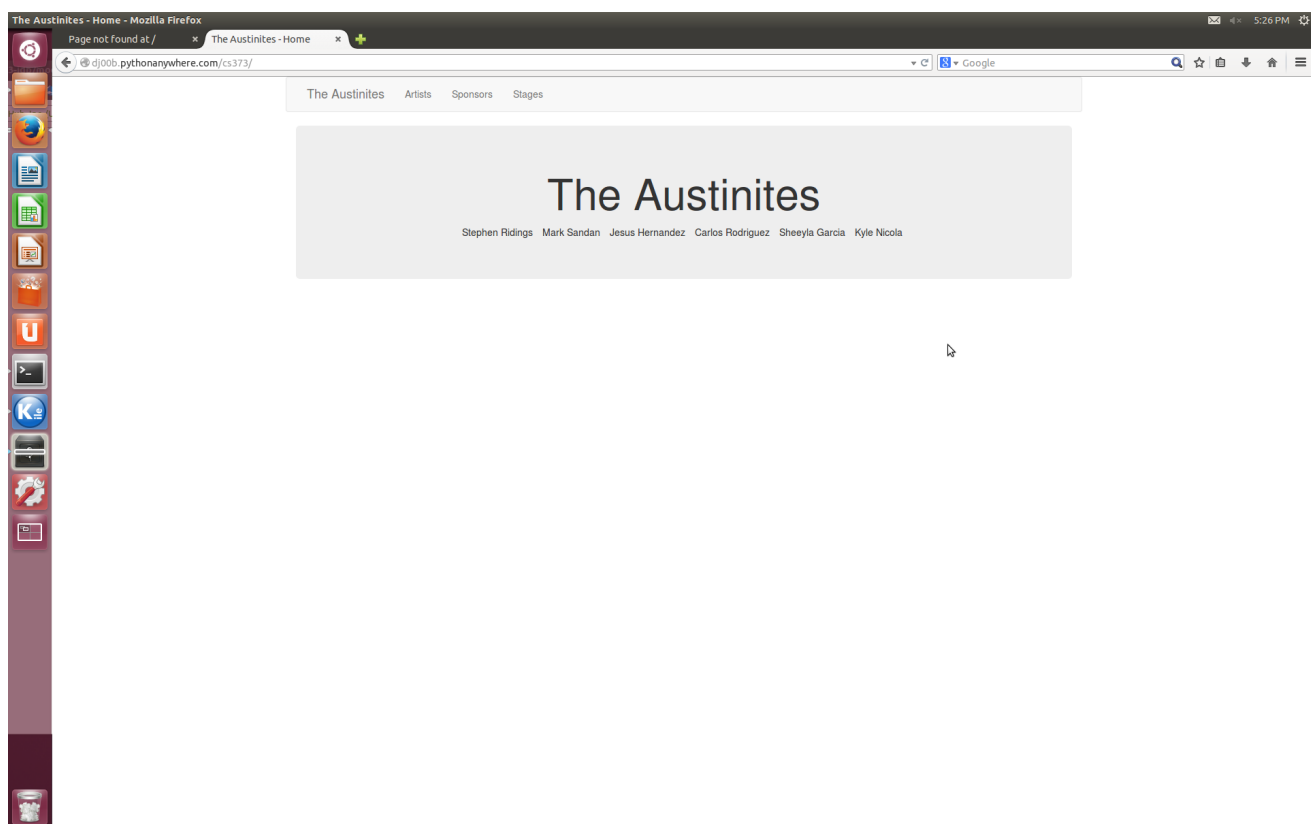 The Austinites - Home - Mozilla Firefox
5:26 PM
Page not found at /
The Austinites - Home
dj00b.pythonanywhere.com/cs373/
Google
The Austinites Artists Sponsors Stages
The Austinites
Stephen Ridings Mark Sandan Jesus Hernandez Carlos Rodriguez Sheeyla Garcia Kyle Nicola